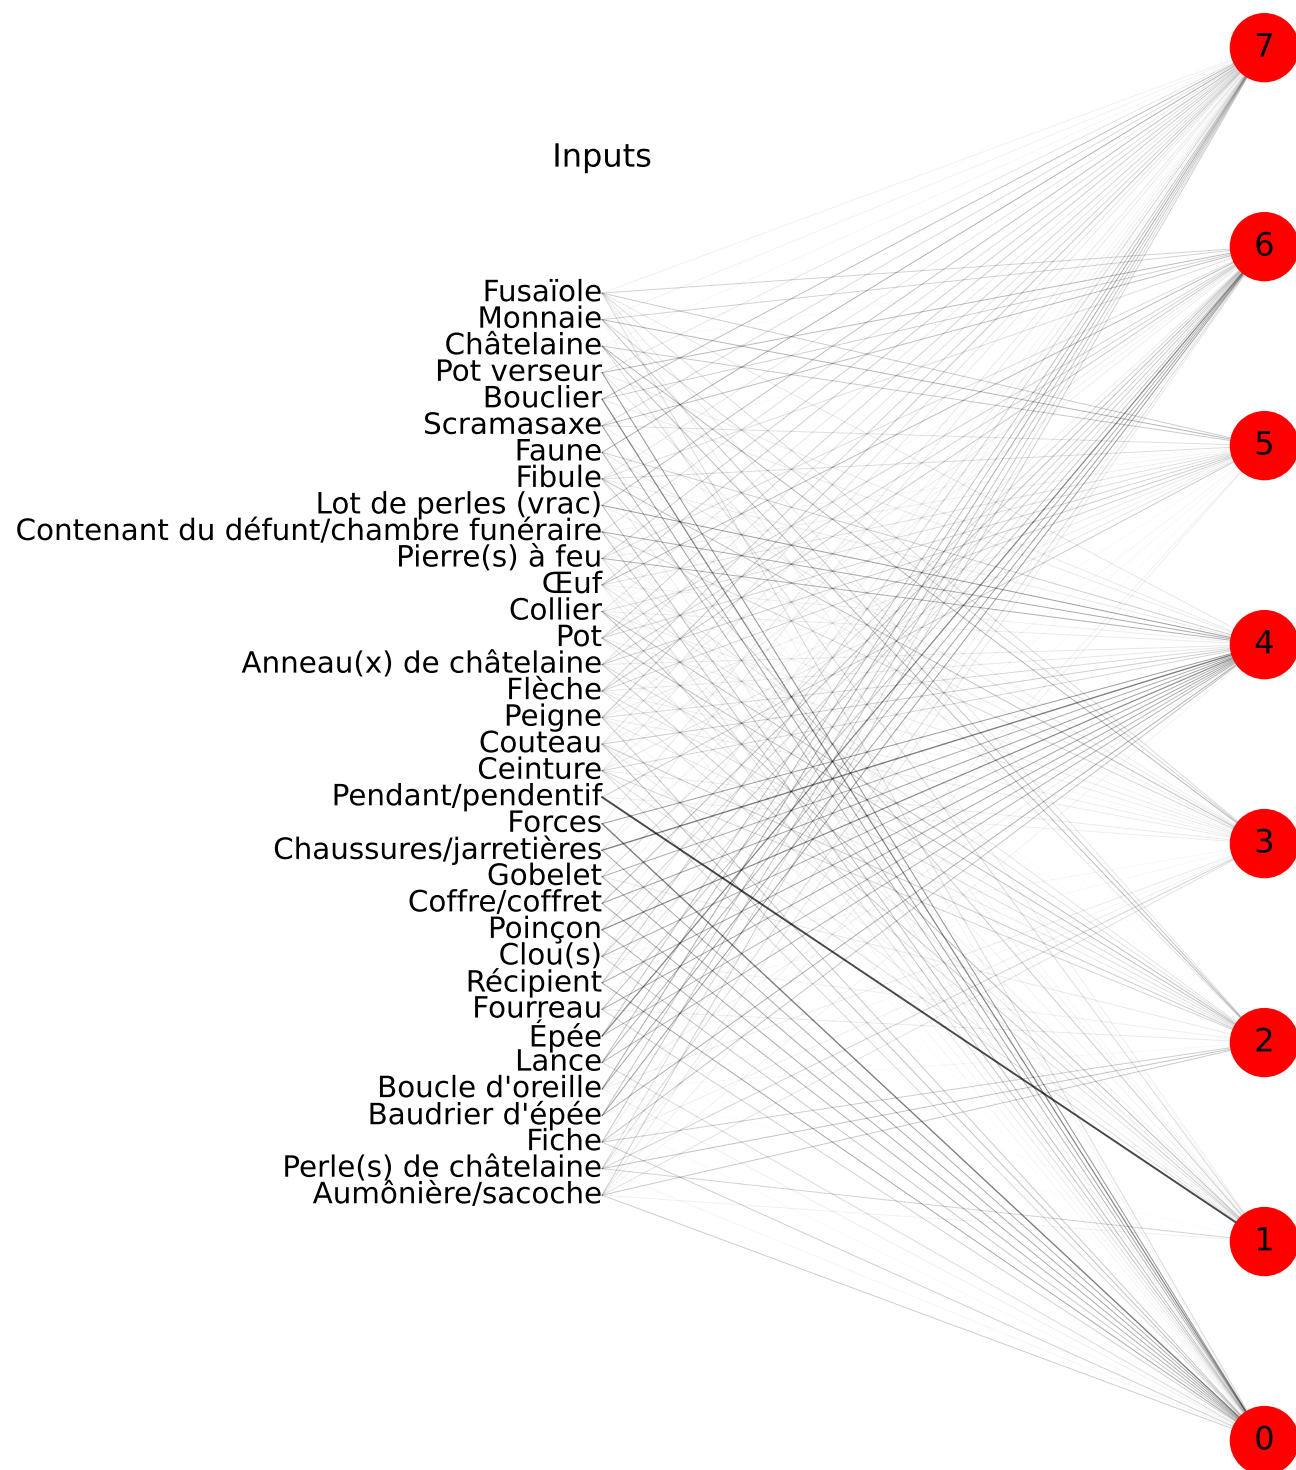 7
Inputs
6
Fusaïole
Monnaie
Châtelaine
Pot verseur
Bouclier
Scramasaxe
5
Faune
Fibule
Lot de perles (vrac)
Contenant du défunt/chambre funéraire
Pierre(s) à feu
Œuf
Collier
Pot
4
Anneau(x) de châtelaine
Flèche
Peigne
Couteau
Ceinture
Pendant/pendentif
Forces
3
Chaussures/jarretières
Gobelet
Coffre/coffret
Poinçon
Clou(s)
Récipient
Fourreau
Épée
2
Lance
Boucle d'oreille
Baudrier d'épée
Fiche
Perle(s) de châtelaine
Aumônière/sacoche
1
0